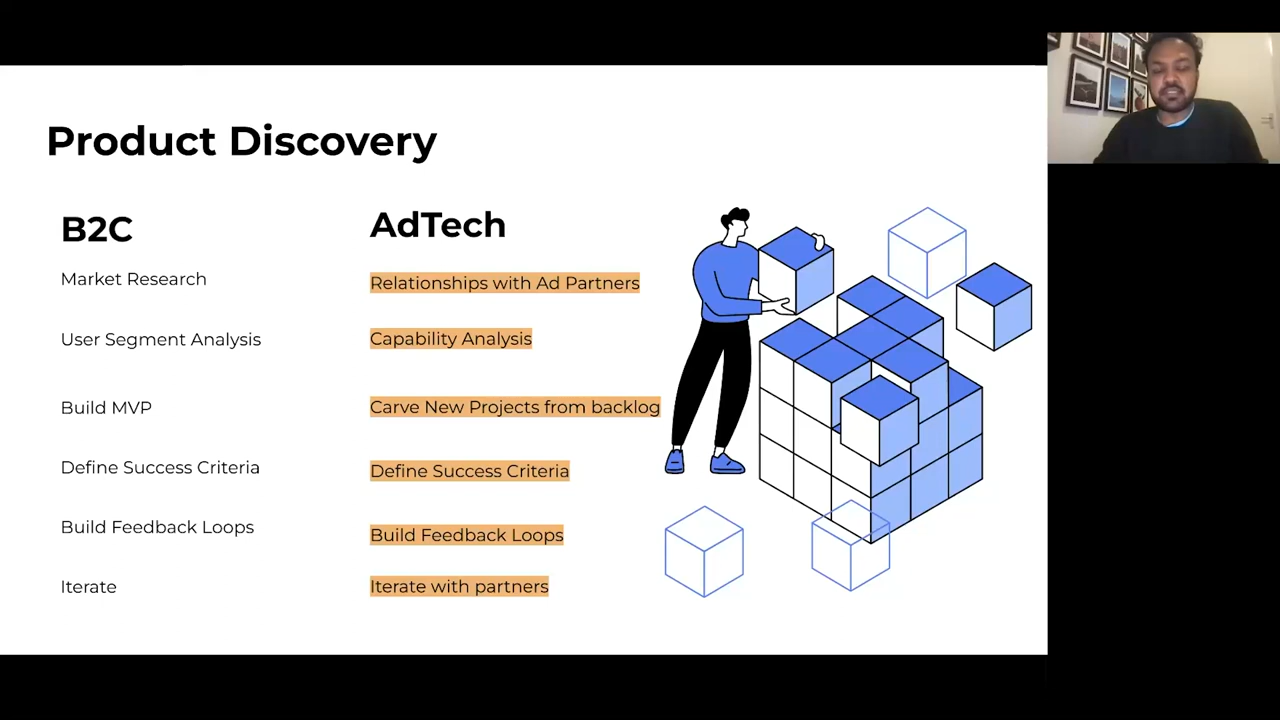 Product Discovery
B2C
Market Research
User Segment Analysis
Build MVP
Define Success Criteria
Build Feedback Loops
Iterate
AdTech
Relationships with Ad Partners
Capability Analysis
Carve New Projects from backlog
Define Success Criteria
Build Feedback Loops
Iterate with partners